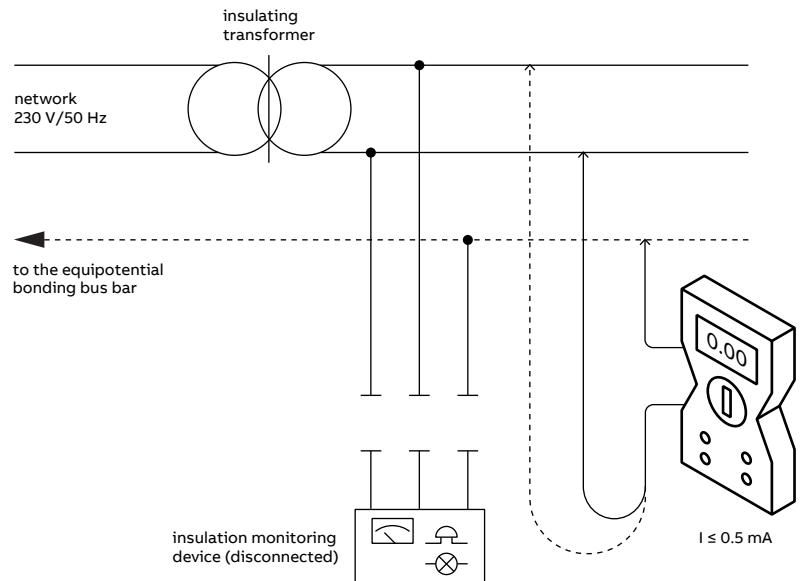 insulating
transformer
network
230 V/50 Hz
to the equipotential
bonding bus bar
0.00
insulation monitoring
device (disconnected)
I ≤ 0.5 mA